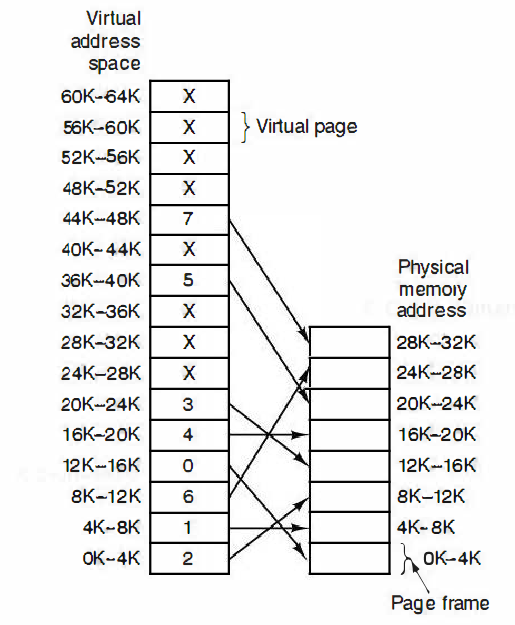 Virtual
address
space
60K–64K X
56K–60K X } Virtual page
52K–56K X
48K–52K X
44K–48K 7
40K–44K X
36K–40K 5
32K–36K X
28K–32K X
24K–28K X
20K–24K 3
16K–20K 4
12K–16K 0
8K–12K 6
4K–8K 1
0K–4K 2
Physical
memory
address
28K–32K
24K–28K
20K–24K
16K–20K
12K–16K
8K–12K
4K–8K
0K–4K
Page frame